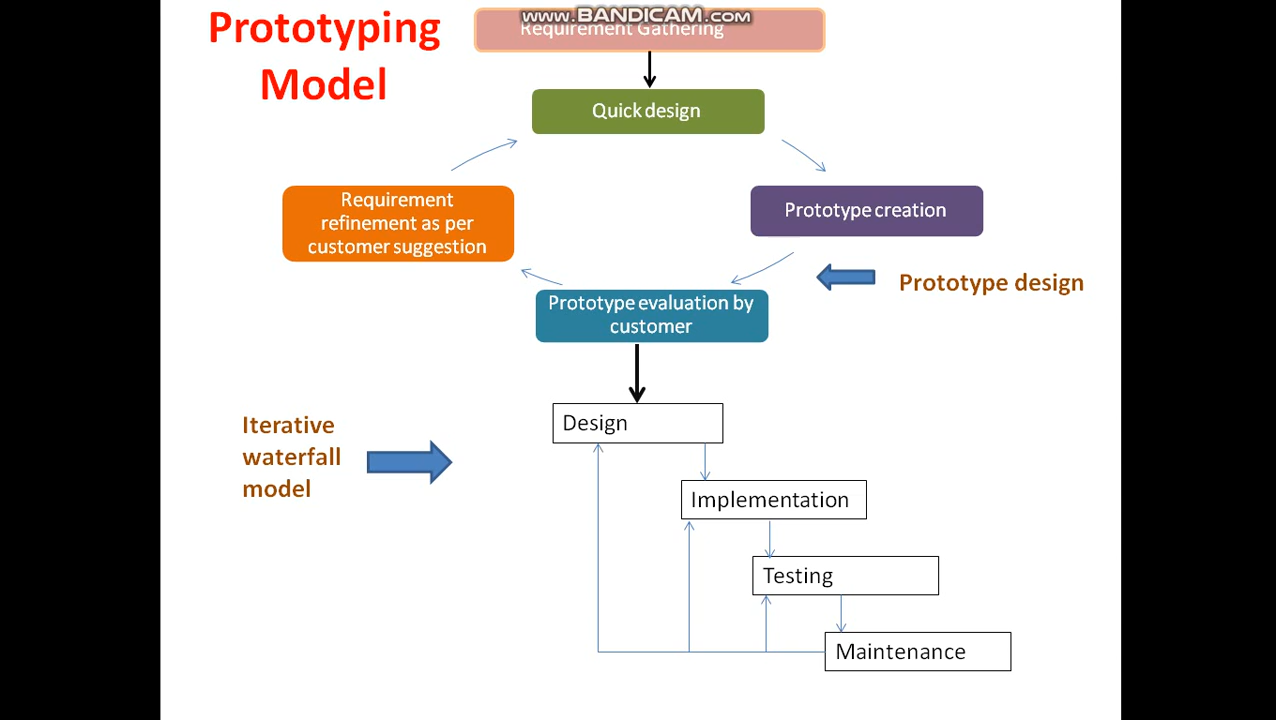 Prototyping
Model
www.BANDICAM.com
Requirement Gathering
Quick design
Requirement
refinement as per
customer suggestion
Prototype creation
Prototype design
Prototype evaluation by
customer
Iterative
waterfall
model
Design
Implementation
Testing
Maintenance